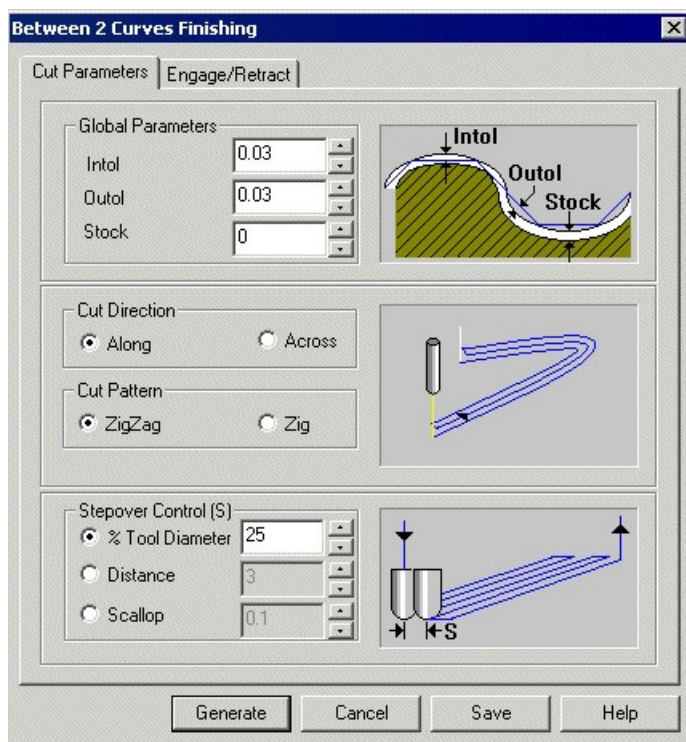 Between 2 Curves Finishing
Cut Parameters Engage/Retract
Global Parameters
Intol 0.03
Outol 0.03
Stock 0
Intol
Outol
Stock
Cut Direction
Along Across
Cut Pattern
ZigZag Zig
Stepover Control (S)
% Tool Diameter 25
Distance 3
Scallop 0.1
S
Generate Cancel Save Help